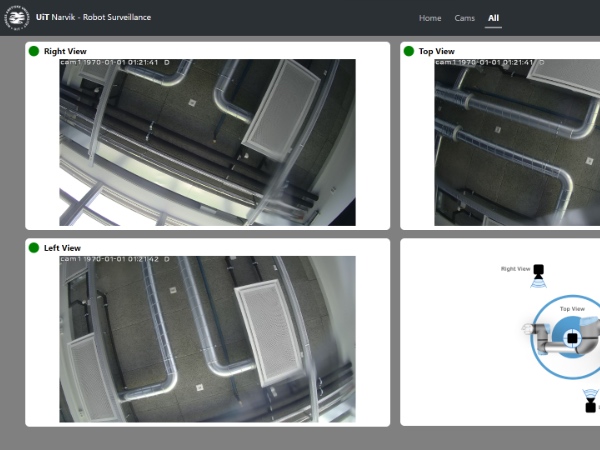 UiT Narvik - Robot Surveillance
Home Cams All
Right View
cam1 1970-01-01 01:21:41 D
Top View
cam1 1970-01-01 01:21:41 D
Left View
cam1 1970-01-01 01:21:42 D
Right View
Top View